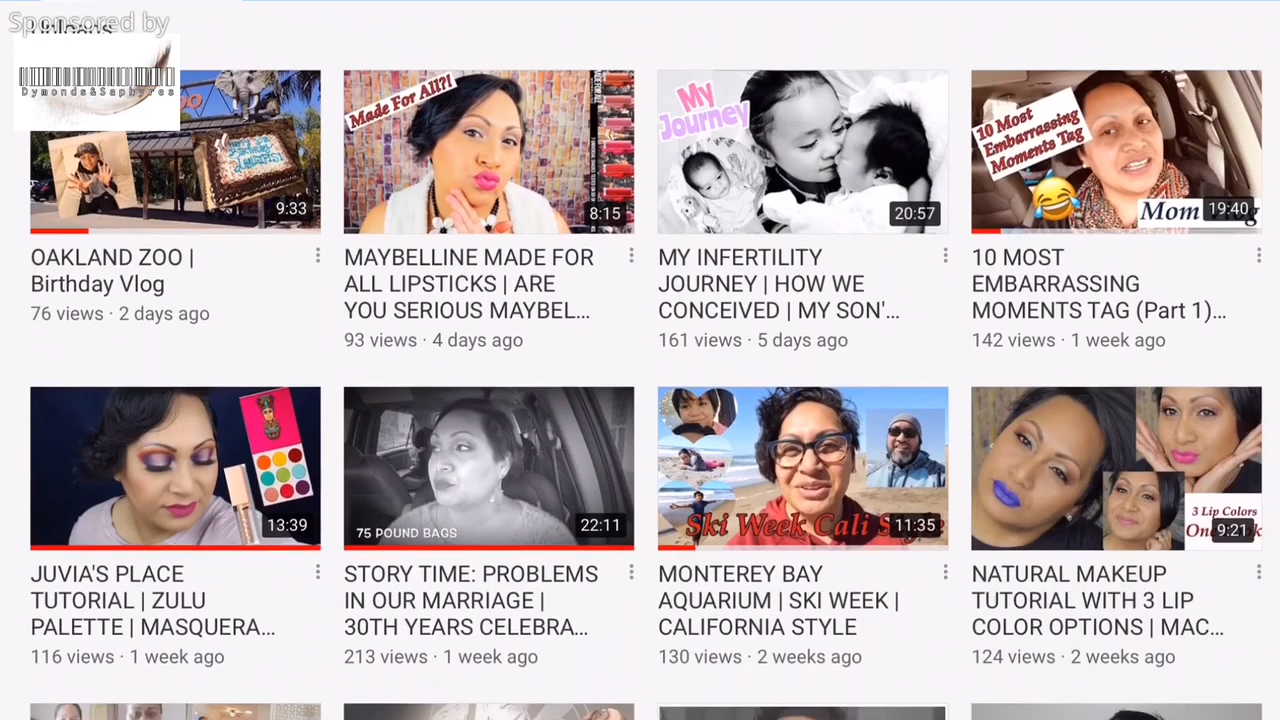 Sponsored by
Uploads
Dymonds&Saphyres
9:33
OAKLAND ZOO |
Birthday Vlog
76 views · 2 days ago
Made For All?!
8:15
MAYBELLINE MADE FOR
ALL LIPSTICKS | ARE
YOU SERIOUS MAYBEL...
93 views · 4 days ago
My
Journey
20:57
MY INFERTILITY
JOURNEY | HOW WE
CONCEIVED | MY SON'...
161 views · 5 days ago
10 Most
Embarrassing
Moments Tag
Mom
19:40
10 MOST
EMBARRASSING
MOMENTS TAG (Part 1)...
142 views · 1 week ago
13:39
JUVIA'S PLACE
TUTORIAL | ZULU
PALETTE | MASQUERA...
116 views · 1 week ago
75 POUND BAGS
22:11
STORY TIME: PROBLEMS
IN OUR MARRIAGE |
30TH YEARS CELEBRA...
213 views · 1 week ago
Ski Week Cali
11:35
MONTEREY BAY
AQUARIUM | SKI WEEK |
CALIFORNIA STYLE
130 views · 2 weeks ago
3 Lip Colors
9:21
NATURAL MAKEUP
TUTORIAL WITH 3 LIP
COLOR OPTIONS | MAC...
124 views · 2 weeks ago